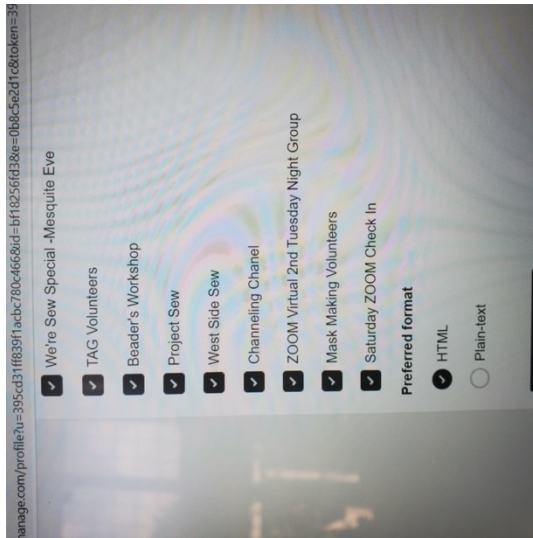 anage.com/profile?u=395cd31ff839f1acbc780c466&id=bf18256fd3&e=0b8c5e2d1c&token=39
We're Sew Special -Mesquite Eve
TAG Volunteers
Beader's Workshop
Project Sew
West Side Sew
Channeling Chanel
ZOOM Virtual 2nd Tuesday Night Group
Mask Making Volunteers
Saturday ZOOM Check In
Preferred format
HTML
Plain-text